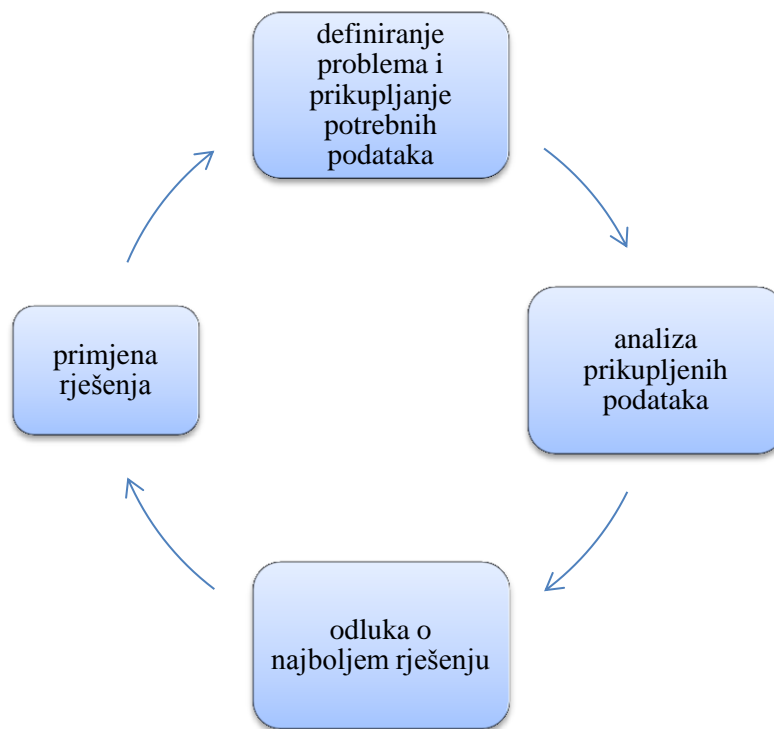 definiranje
problema i
prikupljanje
potrebnih
podataka
analiza
prikupljenih
podataka
odluka o
najboljem rješenju
primjena
rješenja